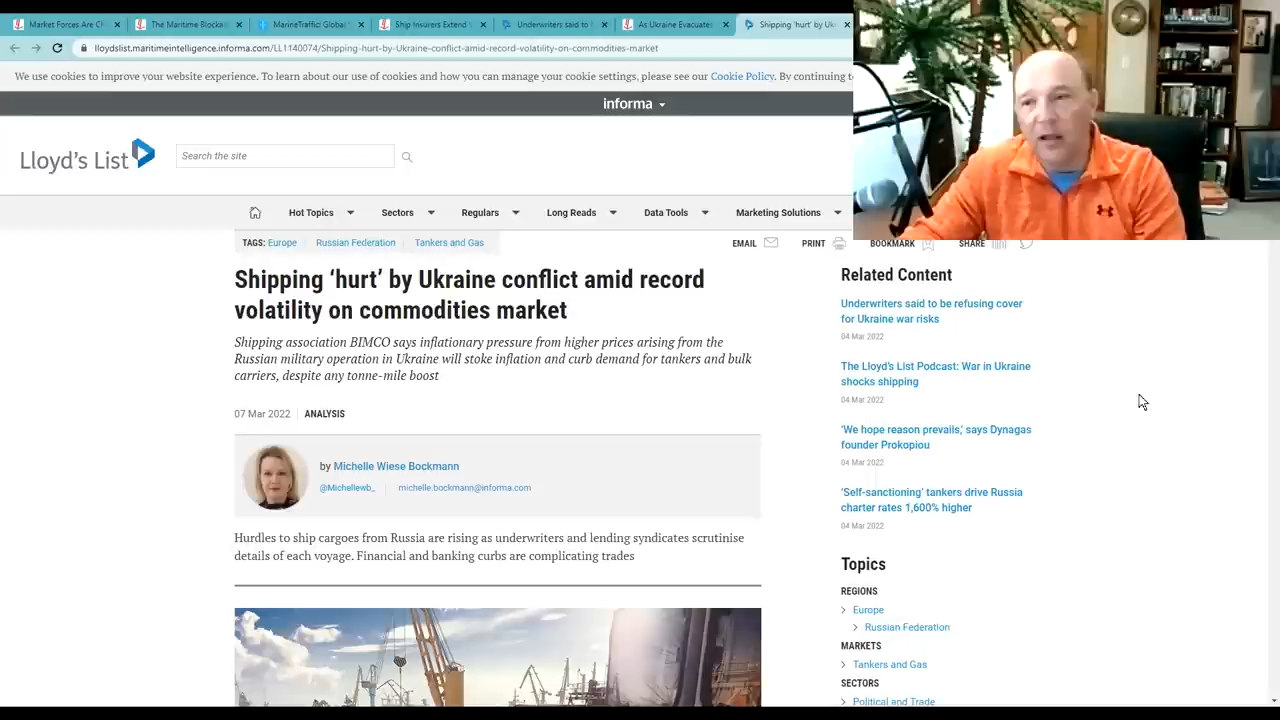 Marine Forces Are C
The Maritime Blocka
MarineTraffic Global
Ship Insurers Extend V
Underwriters said to l
As Ukraine Evacuates
Shipping 'hurt' by Uk
lloydslist.maritimeintelligence.informa.com/LL1140074/Shipping-hurt-by-Ukraine-conflict-amid-record-volatility-on-commodities-market
We use cookies to improve your website experience. To learn about our use of cookies and how you can manage your cookie settings, please see our Cookie Policy. By continuing t
informa
Lloyd's List
Search the site
Hot Topics
Sectors
Regulars
Long Reads
Data Tools
Marketing Solutions
TAGS: Europe
Russian Federation
Tankers and Gas
EMAIL
PRINT
BOOKMARK
SHARE
Shipping ‘hurt’ by Ukraine conflict amid record
volatility on commodities market
Shipping association BIMCO says inflationary pressure from higher prices arising from the
Russian military operation in Ukraine will stoke inflation and curb demand for tankers and bulk
carriers, despite any tonne-mile boost
07 Mar 2022
ANALYSIS
by Michelle Wiese Bockmann
@Michellewb_
michelle.bockmann@informa.com
Hurdles to ship cargoes from Russia are rising as underwriters and lending syndicates scrutinise
details of each voyage. Financial and banking curbs are complicating trades
Related Content
Underwriters said to be refusing cover
for Ukraine war risks
04 Mar 2022
The Lloyd's List Podcast: War in Ukraine
shocks shipping
04 Mar 2022
‘We hope reason prevails,’ says Dynagas
founder Prokopiou
04 Mar 2022
‘Self-sanctioning’ tankers drive Russia
charter rates 1,600% higher
04 Mar 2022
Topics
REGIONS
Europe
Russian Federation
MARKETS
Tankers and Gas
SECTORS
Political and Trade